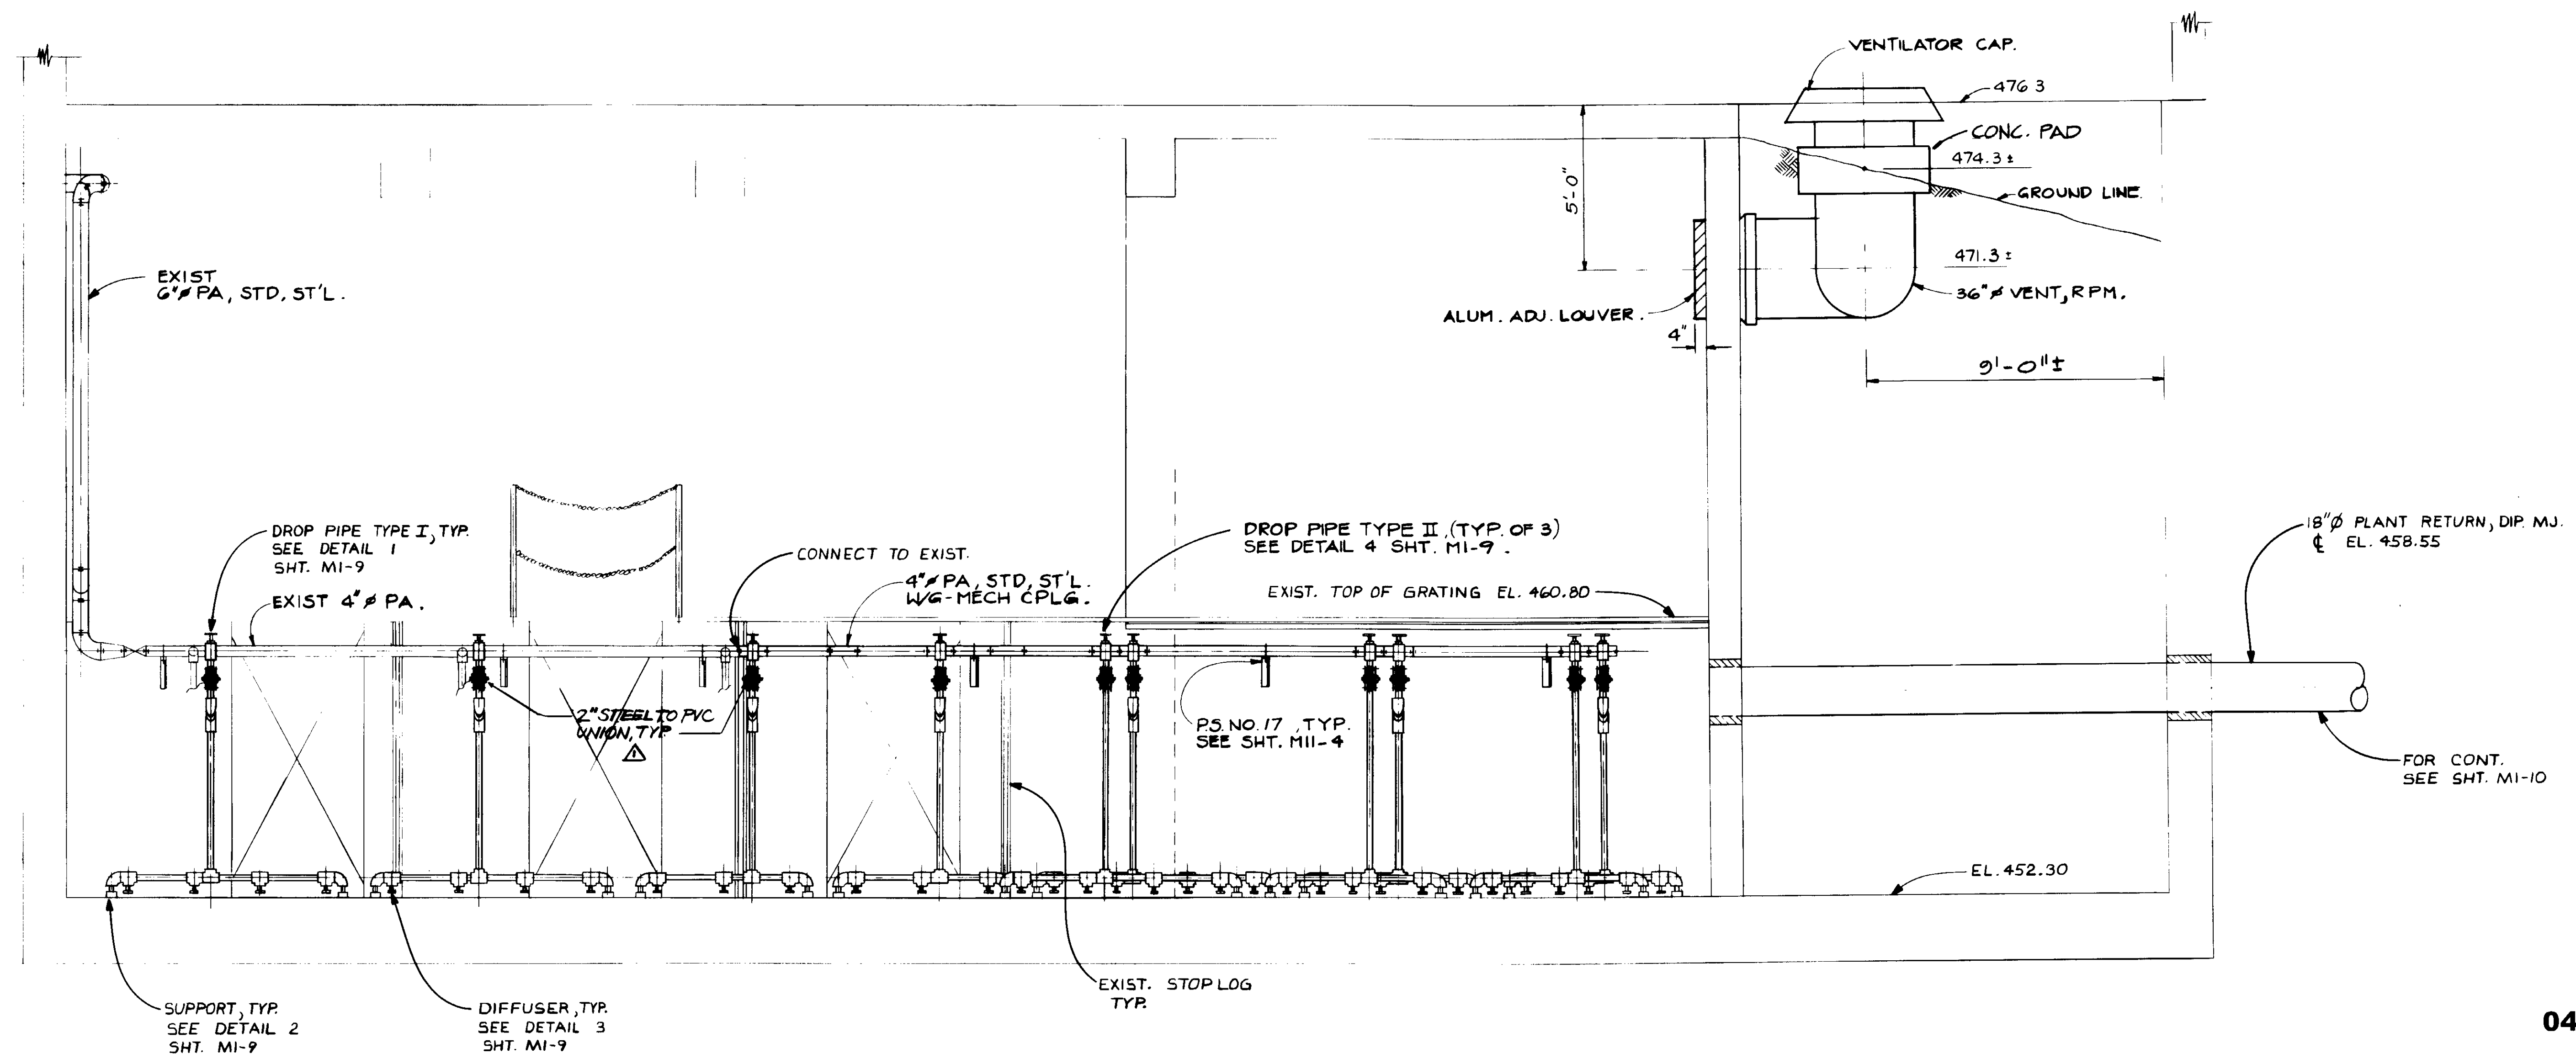 VENTILATOR CAP.
476 3
CONC. PAD
474.3 ±
GROUND LINE
5'-0"
471.3 ±
36"ø VENT, RPM.
EXIST
6"ø PA, STD, ST'L.
ALUM. ADJ. LOUVER.
4"
9'-0"±
DROP PIPE TYPE I, TYP.
SEE DETAIL 1
SHT. M1-9
EXIST 4"ø PA.
CONNECT TO EXIST.
4"ø PA, STD, ST'L.
W/G-MECH CPLG.
DROP PIPE TYPE II, (TYP. OF 3)
SEE DETAIL 4 SHT. M1-9.
EXIST. TOP OF GRATING EL. 460.80
18"Ø PLANT RETURN, DIP. MJ.
℄ EL. 458.55
2" STEEL TO PVC
UNION, TYP
1
P.S. NO. 17, TYP.
SEE SHT. M11-4
FOR CONT.
SEE SHT. M1-10
EL. 452.30
EXIST. STOP LOG
TYP.
SUPPORT, TYP.
SEE DETAIL 2
SHT. M1-9
DIFFUSER, TYP.
SEE DETAIL 3
SHT. M1-9
04